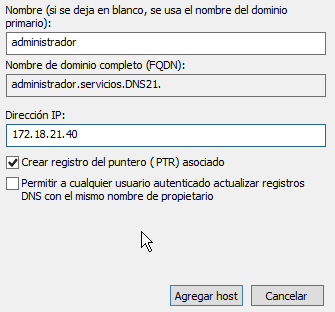 Nombre (si se deja en blanco, se usa el nombre del dominio
primario):
administrador
Nombre de dominio completo (FQDN):
administrador.servicios.DNS21.
Dirección IP:
172.18.21.40
Crear registro del puntero (PTR) asociado
Permitir a cualquier usuario autenticado actualizar registros
DNS con el mismo nombre de propietario
Agregar host
Cancelar